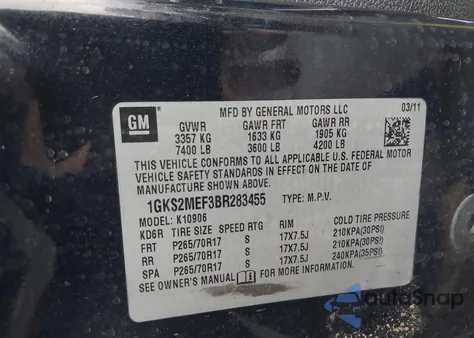 GM
MFD BY GENERAL MOTORS LLC
03/11
GVWR GAWR FRT GAWR RR
3357 KG 1633 KG 1905 KG
7400 LB 3600 LB 4200 LB
THIS VEHICLE CONFORMS TO ALL APPLICABLE U.S. FEDERAL MOTOR
VEHICLE SAFETY STANDARDS IN EFFECT ON THE DATE OF
MANUFACTURE SHOWN ABOVE.
1GKS2MEF3BR283455 TYPE: M.P.V.
MODEL: K10906
KD6R TIRE SIZE SPEED RTG RIM COLD TIRE PRESSURE
FRT P265/70R17 S 17X7.5J 210KPA(30PSI)
RR P265/70R17 S 17X7.5J 210KPA(30PSI)
SPA P265/70R17 S 17X7.5J 240KPA(35PSI)
SEE OWNER'S MANUAL FOR ADDITIONAL INFORMATION
AutaSnap